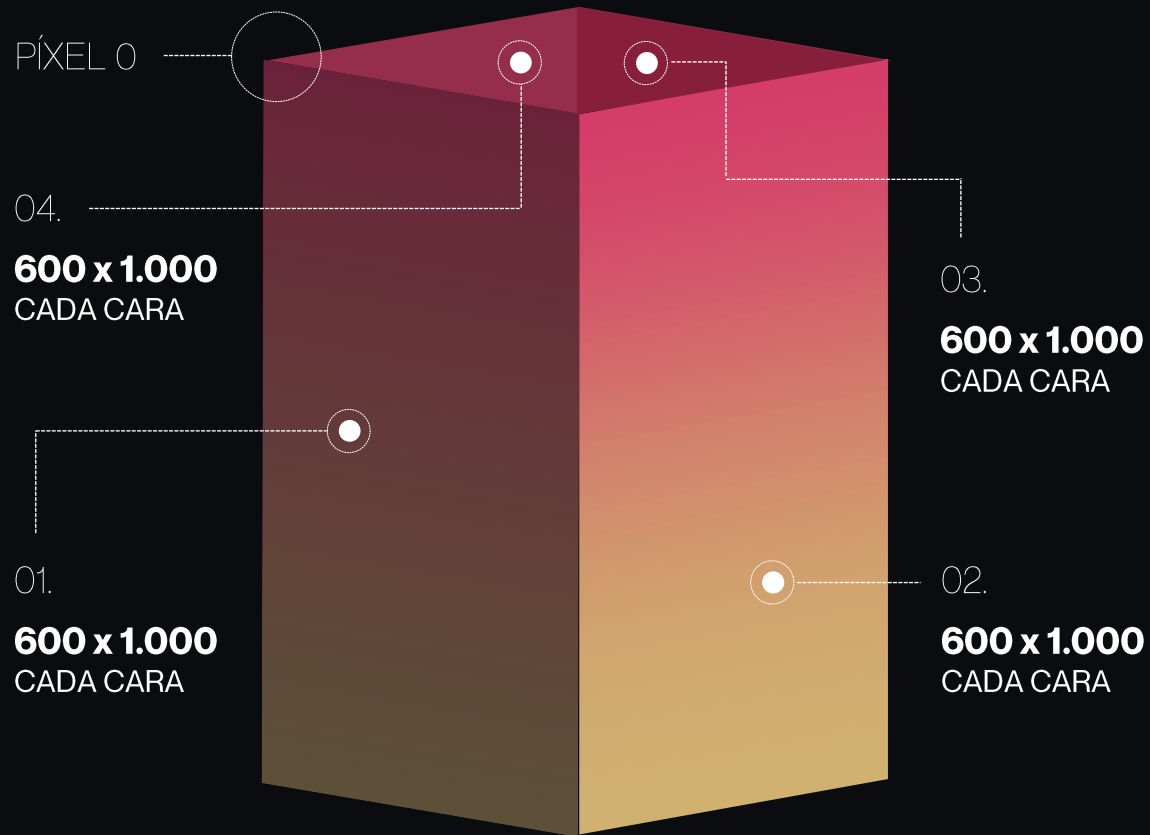 PÍXEL 0
04.
600 x 1.000
CADA CARA
03.
600 x 1.000
CADA CARA
01.
600 x 1.000
CADA CARA
02.
600 x 1.000
CADA CARA